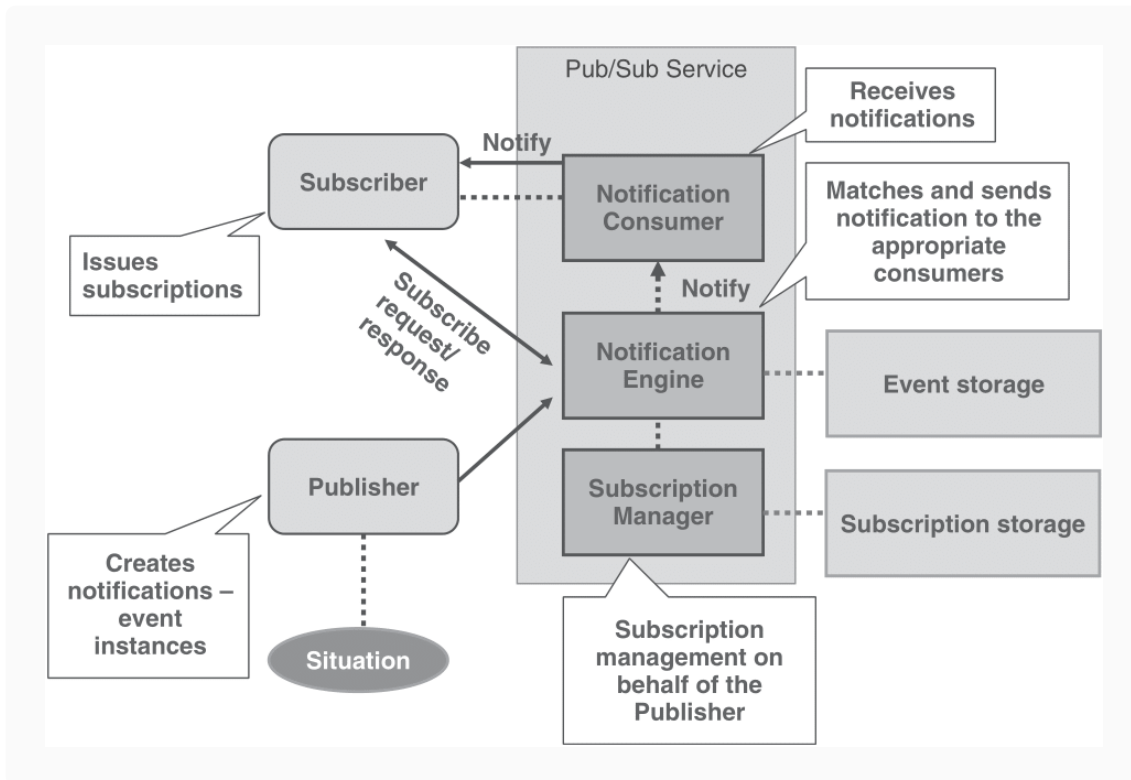 Pub/Sub Service
Receives
notifications
Notify
Subscriber
Notification
Consumer
Matches and sends
notification to the
appropriate
consumers
Issues
subscriptions
Notify
Subscribe
request/
response
Notification
Engine
Event storage
Publisher
Subscription
Manager
Subscription storage
Creates
notifications –
event
instances
Situation
Subscription
management on
behalf of the
Publisher